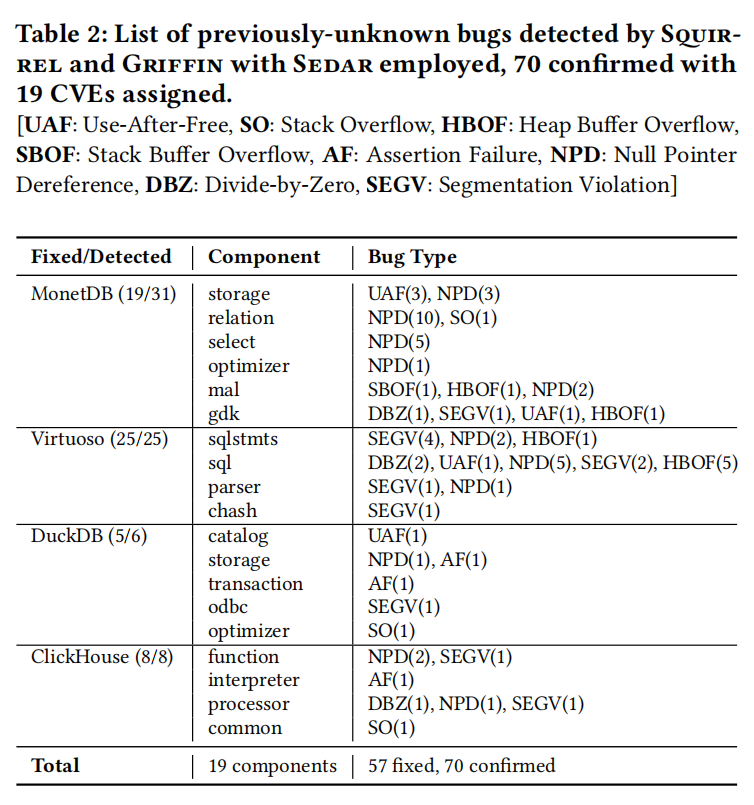 Table 2: List of previously-unknown bugs detected by SQUIR-
REL and GRIFFIN with SEDAR employed, 70 confirmed with
19 CVEs assigned.
[UAF: Use-After-Free, SO: Stack Overflow, HBOF: Heap Buffer Overflow,
SBOF: Stack Buffer Overflow, AF: Assertion Failure, NPD: Null Pointer
Dereference, DBZ: Divide-by-Zero, SEGV: Segmentation Violation]
Fixed/Detected Component Bug Type
MonetDB (19/31) storage UAF(3), NPD(3)
relation NPD(10), SO(1)
select NPD(5)
optimizer NPD(1)
mal SBOF(1), HBOF(1), NPD(2)
gdk DBZ(1), SEGV(1), UAF(1), HBOF(1)
Virtuoso (25/25) sqlstmts SEGV(4), NPD(2), HBOF(1)
sql DBZ(2), UAF(1), NPD(5), SEGV(2), HBOF(5)
parser SEGV(1), NPD(1)
chash SEGV(1)
DuckDB (5/6) catalog UAF(1)
storage NPD(1), AF(1)
transaction AF(1)
odbc SEGV(1)
optimizer SO(1)
ClickHouse (8/8) function NPD(2), SEGV(1)
interpreter AF(1)
processor DBZ(1), NPD(1), SEGV(1)
common SO(1)
Total 19 components 57 fixed, 70 confirmed